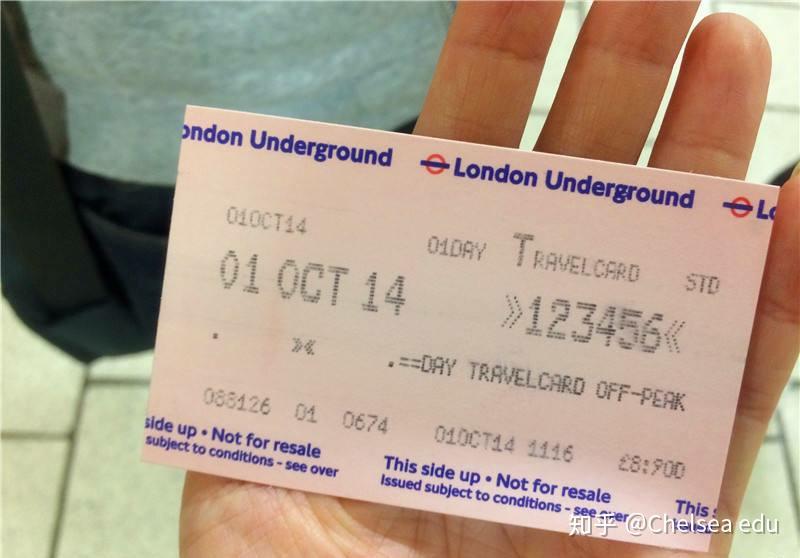 ondon Underground London Underground Lo
01OCT14 01DAY TRAVELCARD STD
01 OCT 14 »123456«
. »« .==DAY TRAVELCARD OFF-PEAK
088126 01 0674 01OCT14 1116 £8:90D
side up • Not for resale This side up • Not for resale This s
subject to conditions - see over Issued subject to conditions - see over
知乎 @Chelsea edu